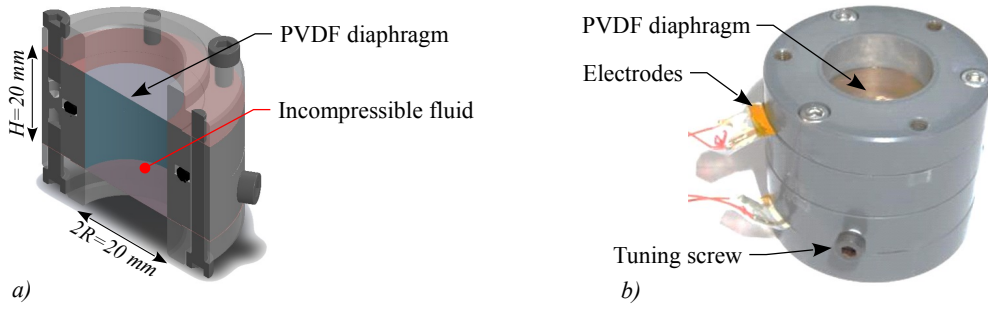 PVDF diaphragm
H=20 mm
Incompressible fluid
2R=20 mm
a)
PVDF diaphragm
Electrodes
Tuning screw
b)